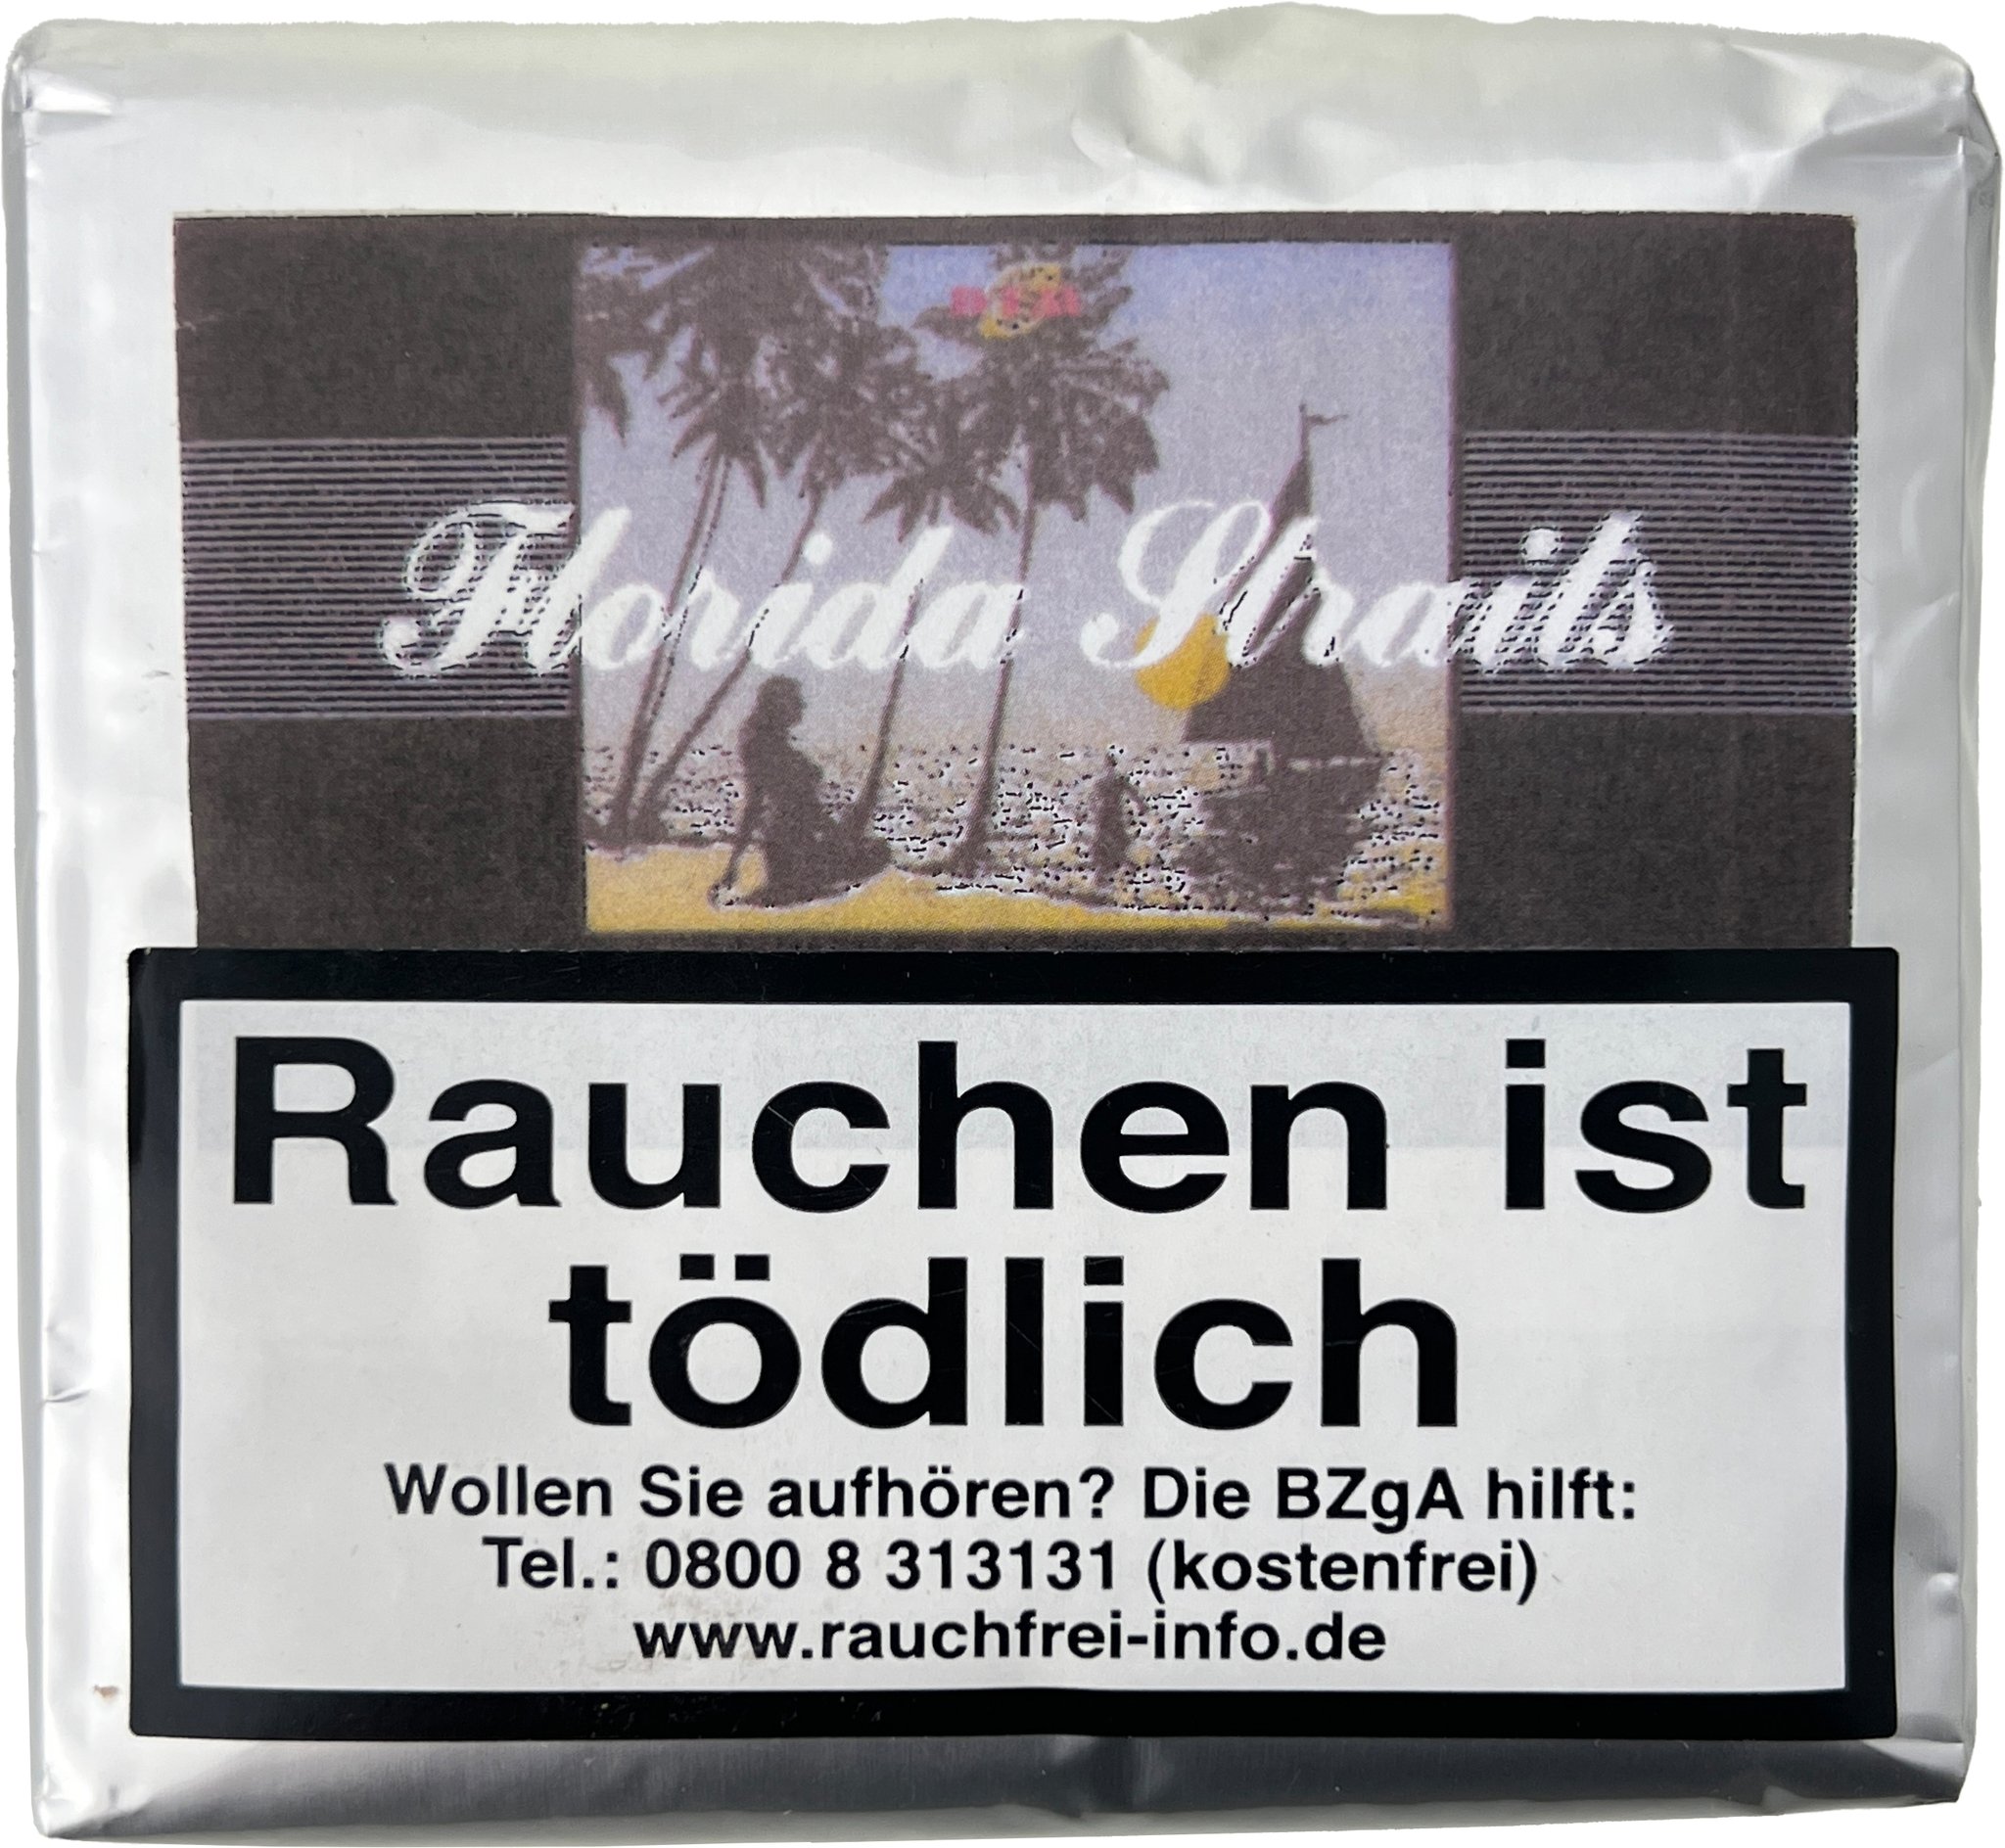 Florida Straits
Rauchen ist
tödlich
Wollen Sie aufhören? Die BZgA hilft:
Tel.: 0800 8 313131 (kostenfrei)
www.rauchfrei-info.de